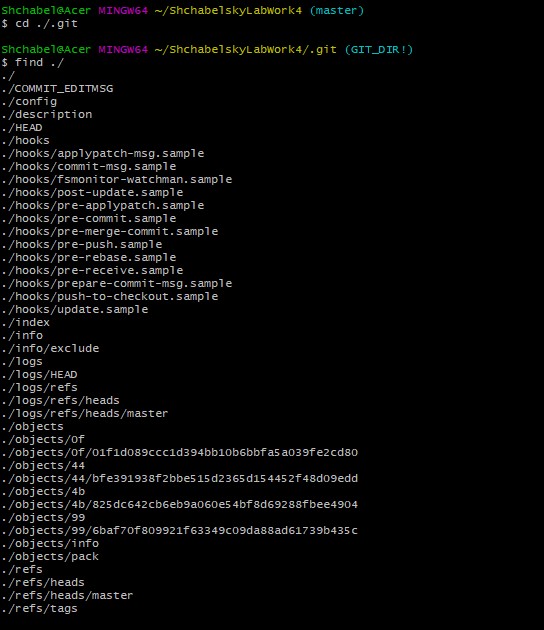 Shchabel@Acer MINGW64 ~/ShchabelskyLabWork4 (master)
$ cd ./.git
Shchabel@Acer MINGW64 ~/ShchabelskyLabWork4/.git (GIT_DIR!)
$ find ./
./
./COMMIT_EDITMSG
./config
./description
./HEAD
./hooks
./hooks/applypatch-msg.sample
./hooks/commit-msg.sample
./hooks/fsmonitor-watchman.sample
./hooks/post-update.sample
./hooks/pre-applypatch.sample
./hooks/pre-commit.sample
./hooks/pre-merge-commit.sample
./hooks/pre-push.sample
./hooks/pre-rebase.sample
./hooks/pre-receive.sample
./hooks/prepare-commit-msg.sample
./hooks/push-to-checkout.sample
./hooks/update.sample
./index
./info
./info/exclude
./logs
./logs/HEAD
./logs/refs
./logs/refs/heads
./logs/refs/heads/master
./objects
./objects/0f
./objects/0f/01f1d089ccc1d394bb10b6bbfa5a039fe2cd80
./objects/44
./objects/44/bfe391938f2bbe515d2365d154452f48d09edd
./objects/4b
./objects/4b/825dc642cb6eb9a060e54bf8d69288fbee4904
./objects/99
./objects/99/6baf70f809921f63349c09da88ad61739b435c
./objects/info
./objects/pack
./refs
./refs/heads
./refs/heads/master
./refs/tags